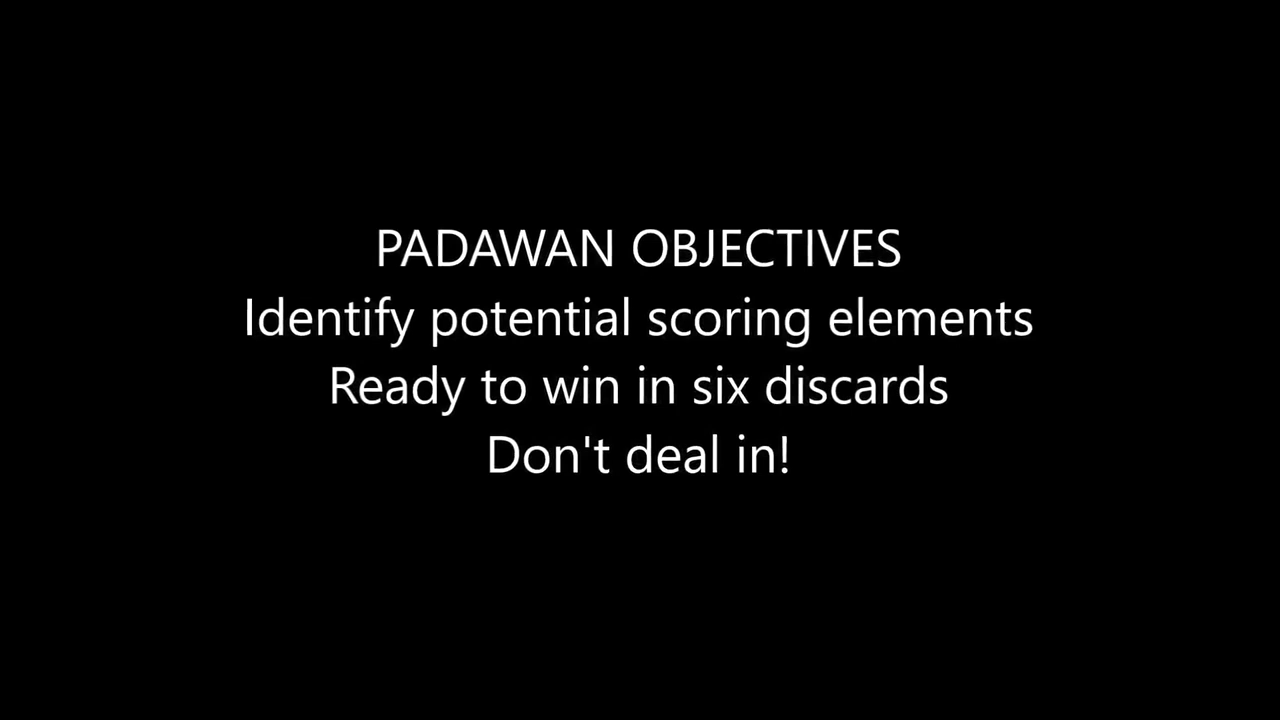 PADAWAN OBJECTIVES
Identify potential scoring elements
Ready to win in six discards
Don't deal in!